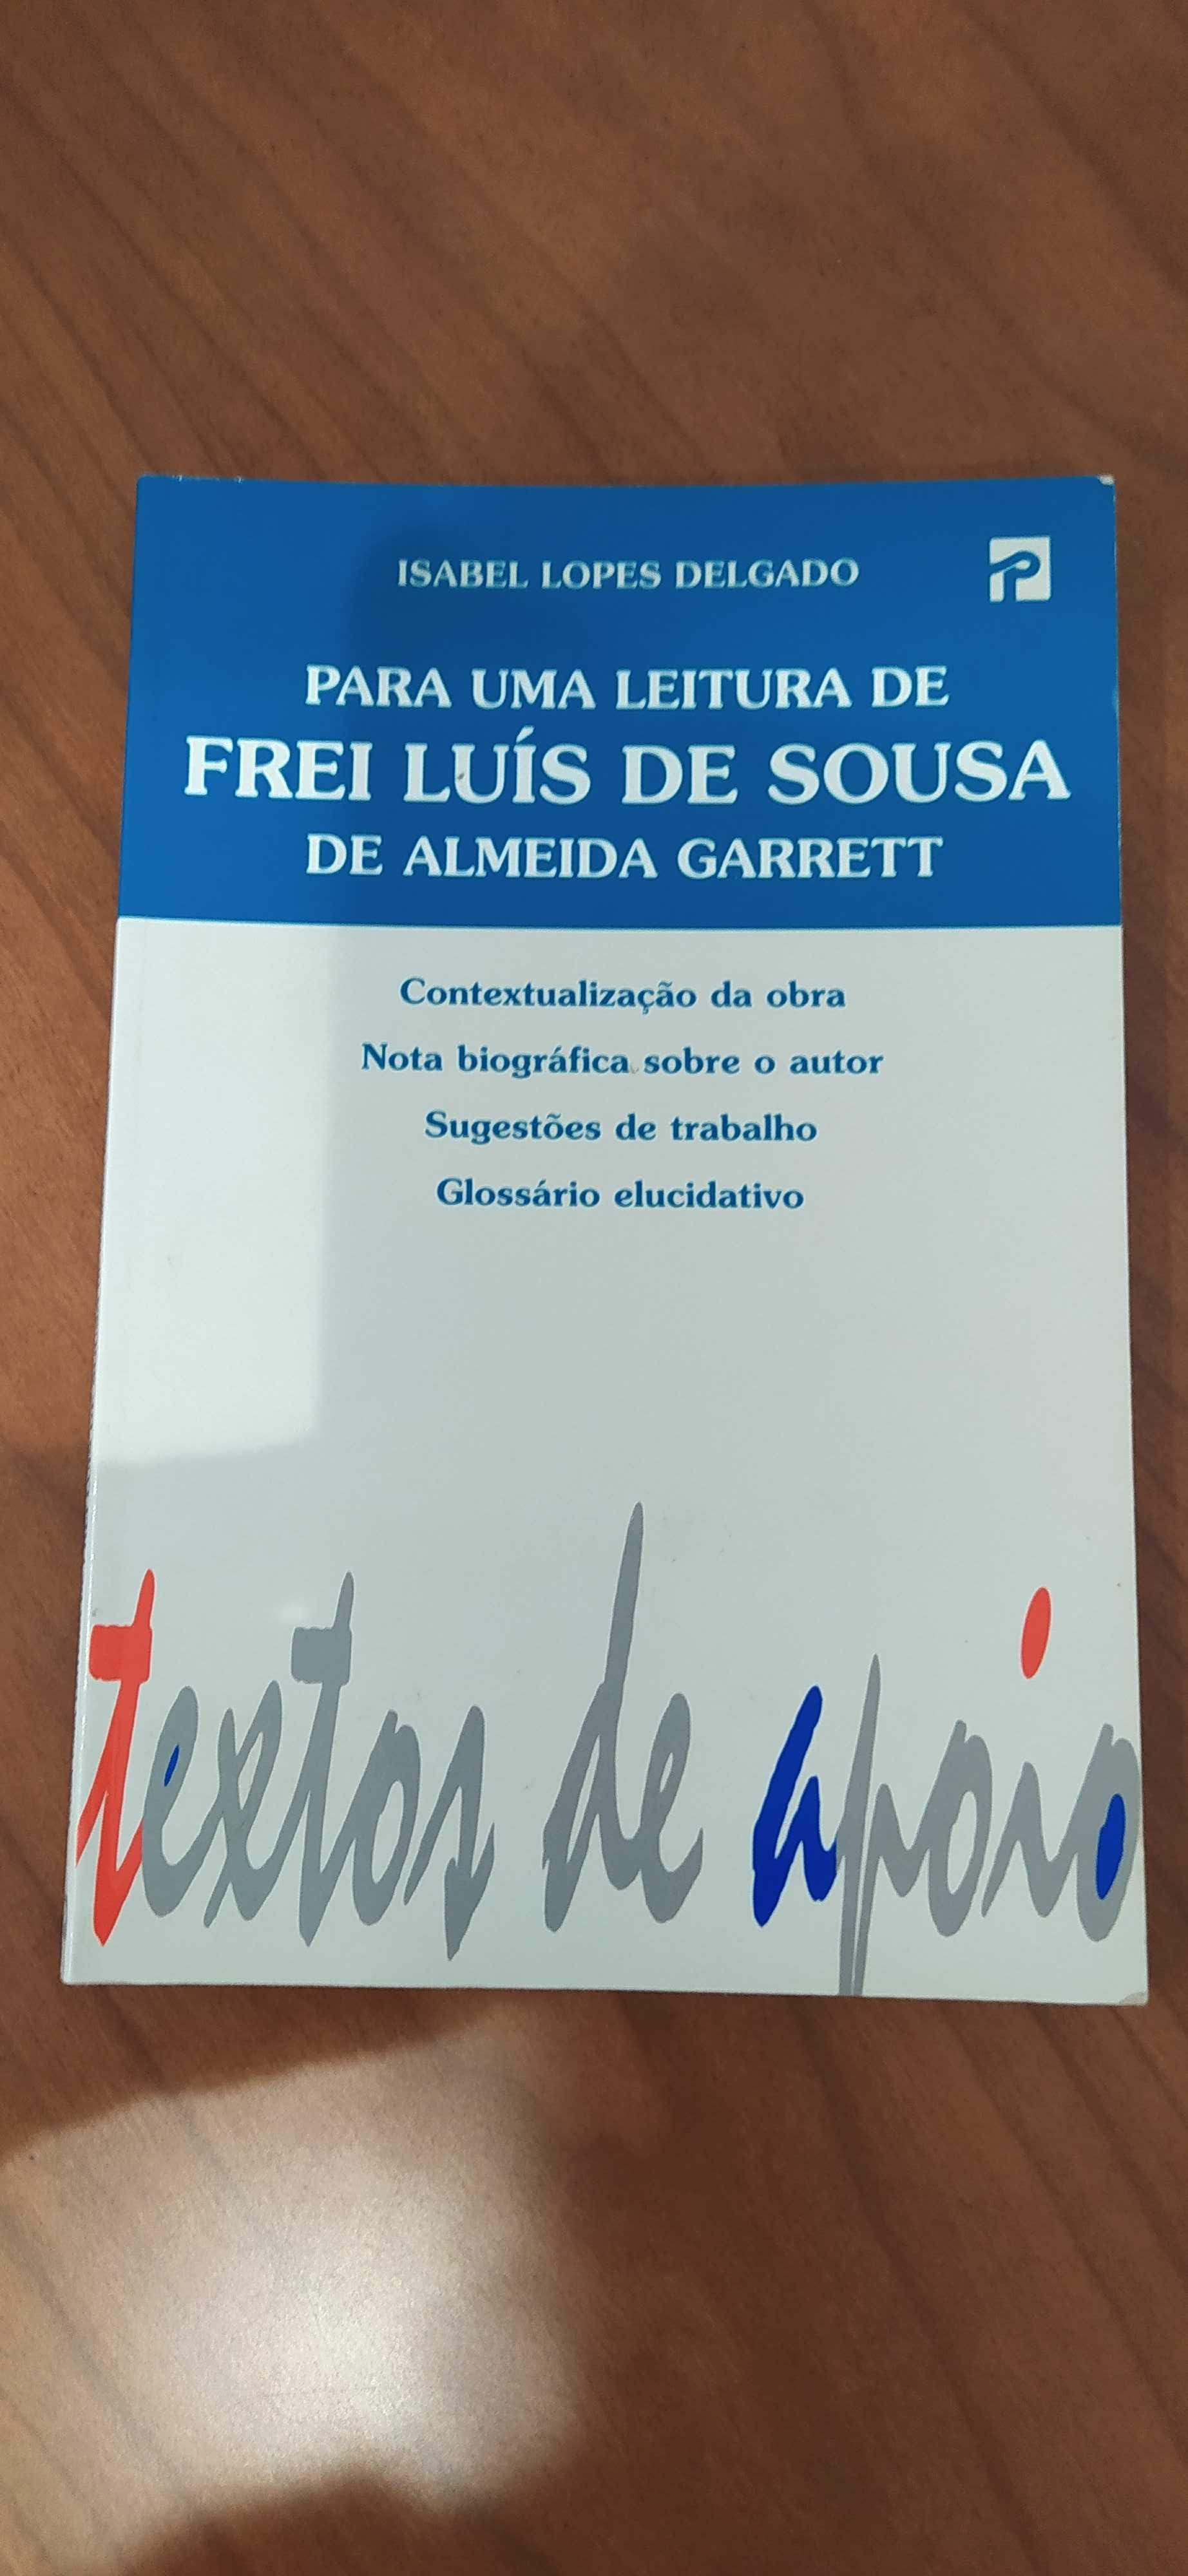 ISABEL LOPES DELGADO
PARA UMA LEITURA DE
FREI LUÍS DE SOUSA
DE ALMEIDA GARRETT
Contextualização da obra
Nota biográfica sobre o autor
Sugestões de trabalho
Glossário elucidativo
textos de apoio